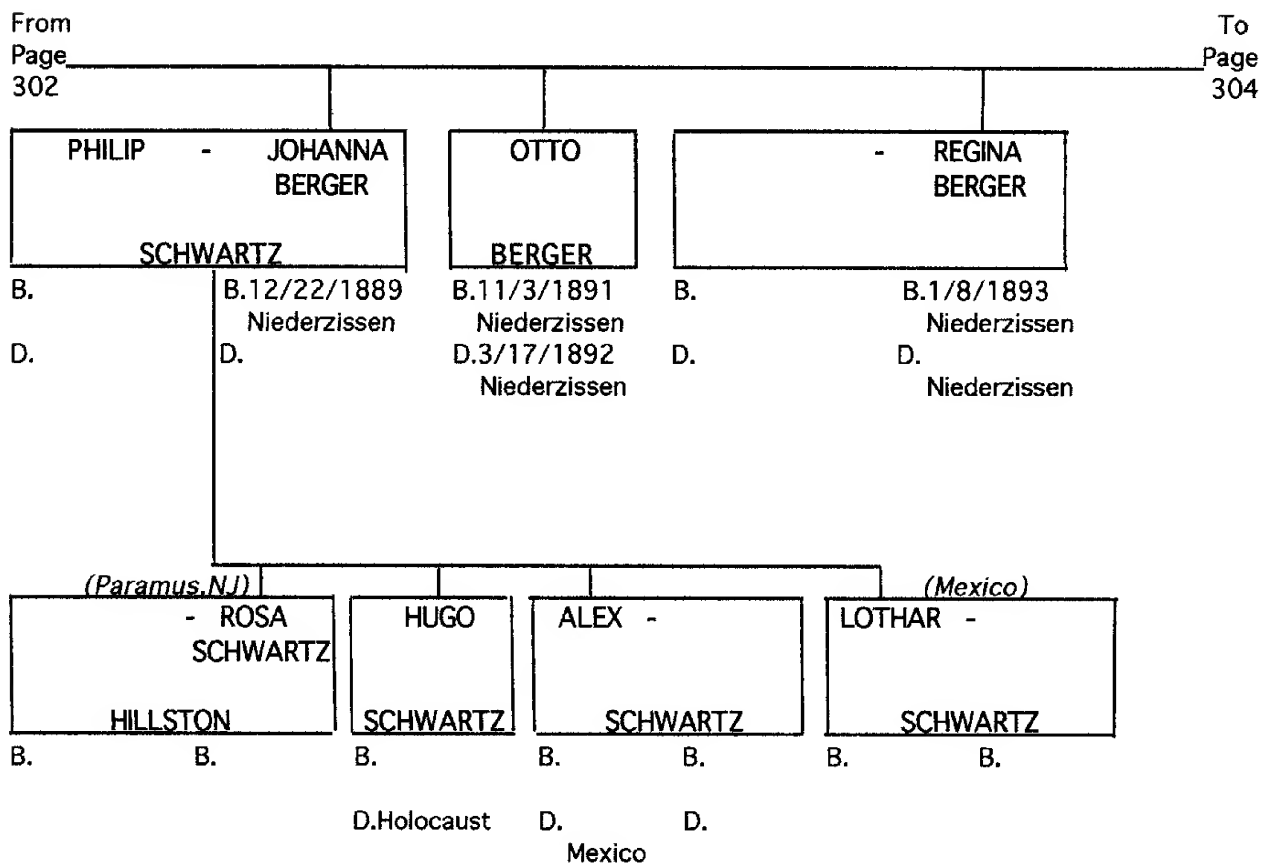 From To
Page Page
302 304
PHILIP - JOHANNA
BERGER
SCHWARTZ
B. B.12/22/1889
Niederzissen
D. D.
OTTO
BERGER
B.11/3/1891
Niederzissen
D.3/17/1892
Niederzissen
- REGINA
BERGER
B. B.1/8/1893
Niederzissen
D. D.
Niederzissen
(Paramus,NJ)
- ROSA
SCHWARTZ
HILLSTON
B. B.
HUGO
SCHWARTZ
B.
D.Holocaust
ALEX -
SCHWARTZ
B. B.
D. D.
Mexico
(Mexico)
LOTHAR -
SCHWARTZ
B. B.